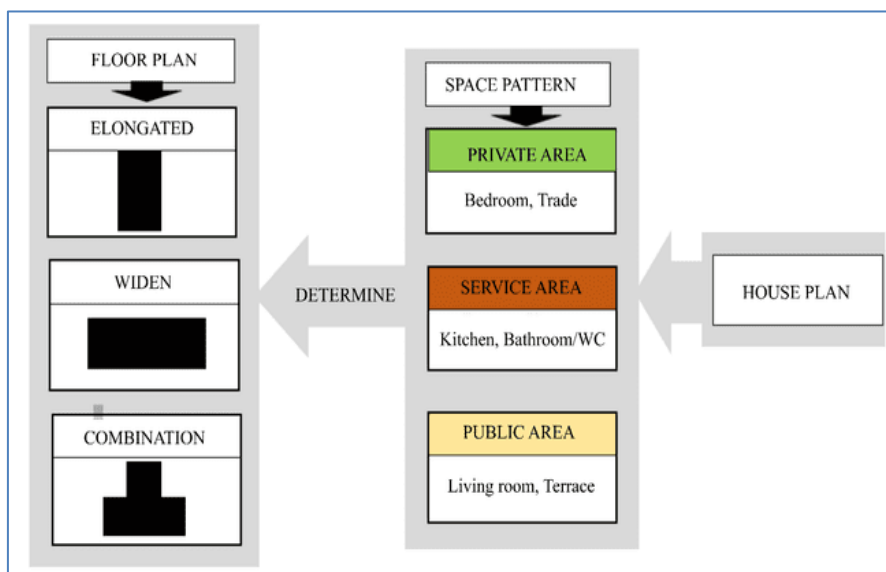 FLOOR PLAN
ELONGATED
WIDEN
COMBINATION
DETERMINE
SPACE PATTERN
PRIVATE AREA
Bedroom, Trade
SERVICE AREA
Kitchen, Bathroom/WC
PUBLIC AREA
Living room, Terrace
HOUSE PLAN